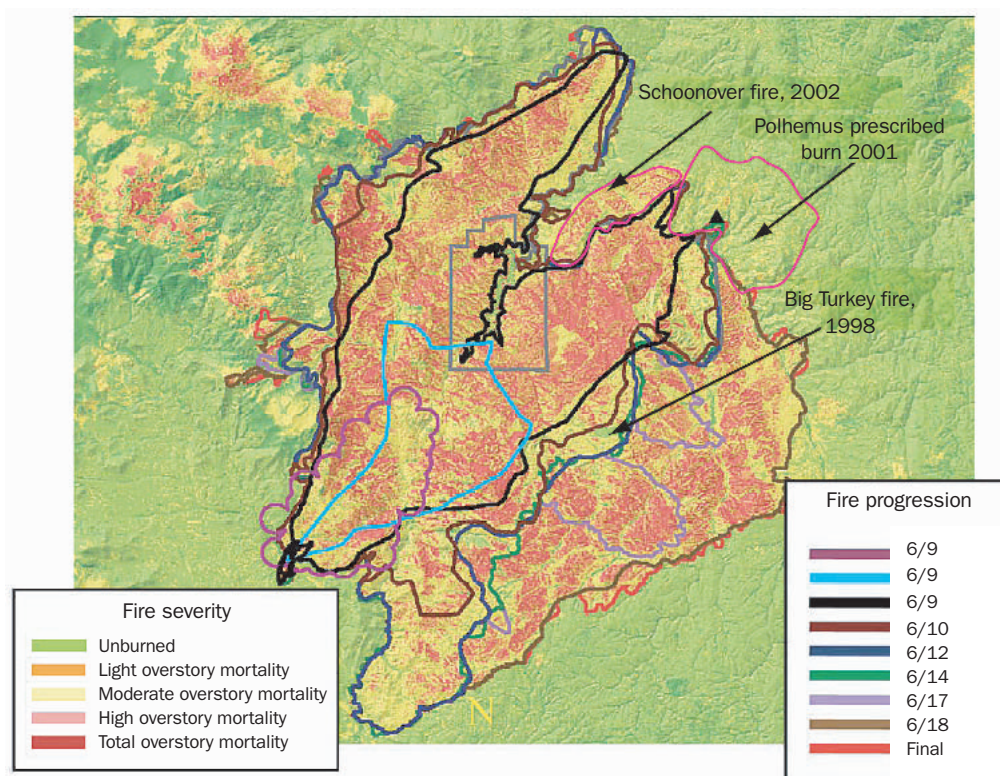 Schoonover fire, 2002
Polhemus prescribed
burn 2001
Big Turkey fire,
1998
N
Fire severity
Unburned
Light overstory mortality
Moderate overstory mortality
High overstory mortality
Total overstory mortality
Fire progression
6/9
6/9
6/9
6/10
6/12
6/14
6/17
6/18
Final